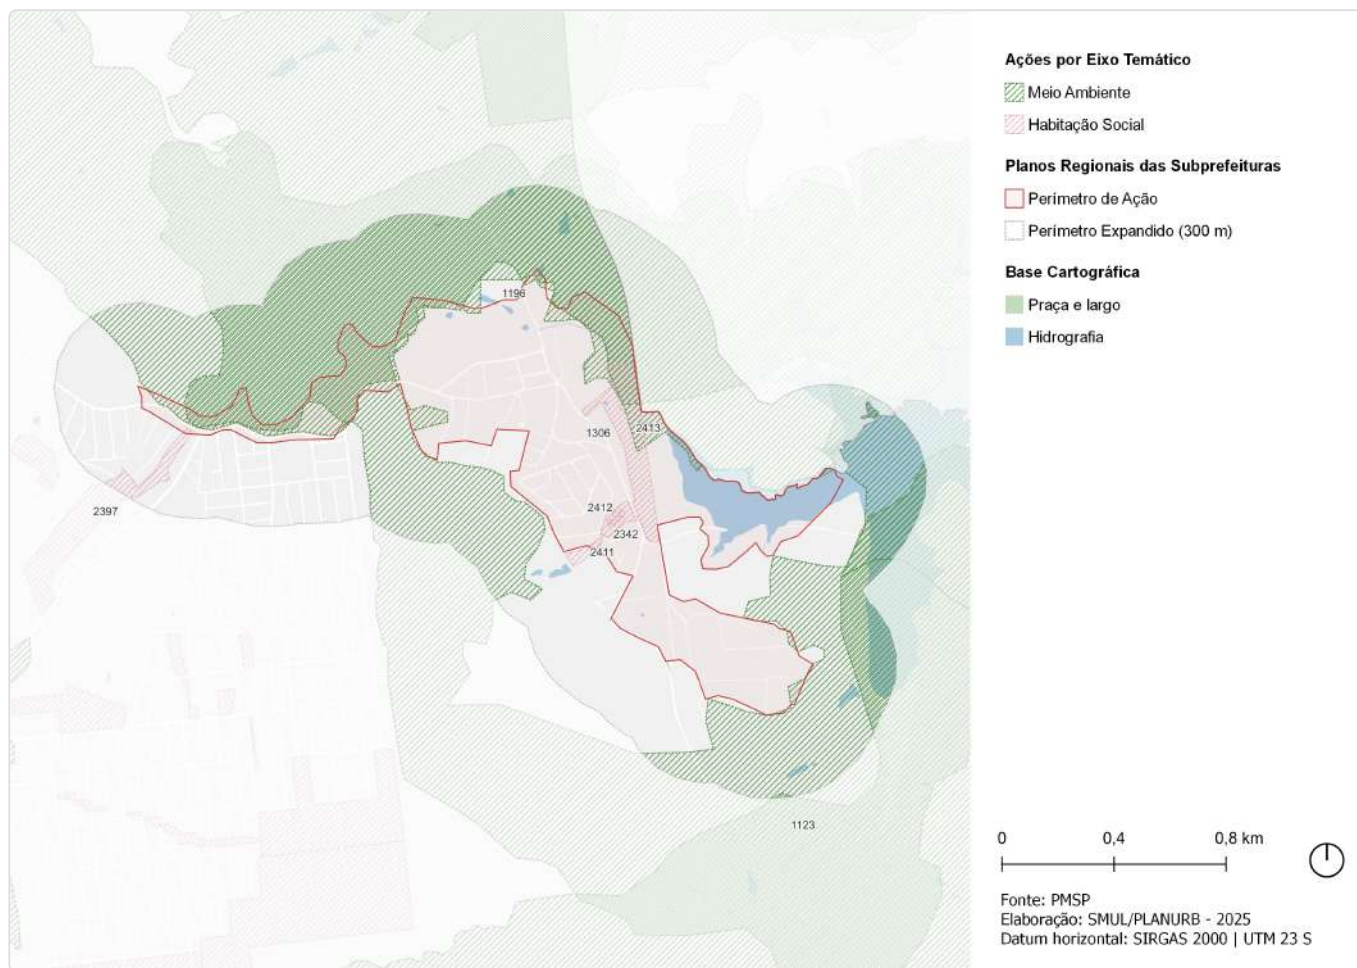 1196
1306
2413
2412
2342
2411
2397
1123
Ações por Eixo Temático
Meio Ambiente
Habitação Social
Planos Regionais das Subprefeituras
Perímetro de Ação
Perímetro Expandido (300 m)
Base Cartográfica
Praça e largo
Hidrografia
0 0,4 0,8 km
Fonte: PMSP
Elaboração: SMUL/PLANURB - 2025
Datum horizontal: SIRGAS 2000 | UTM 23 S